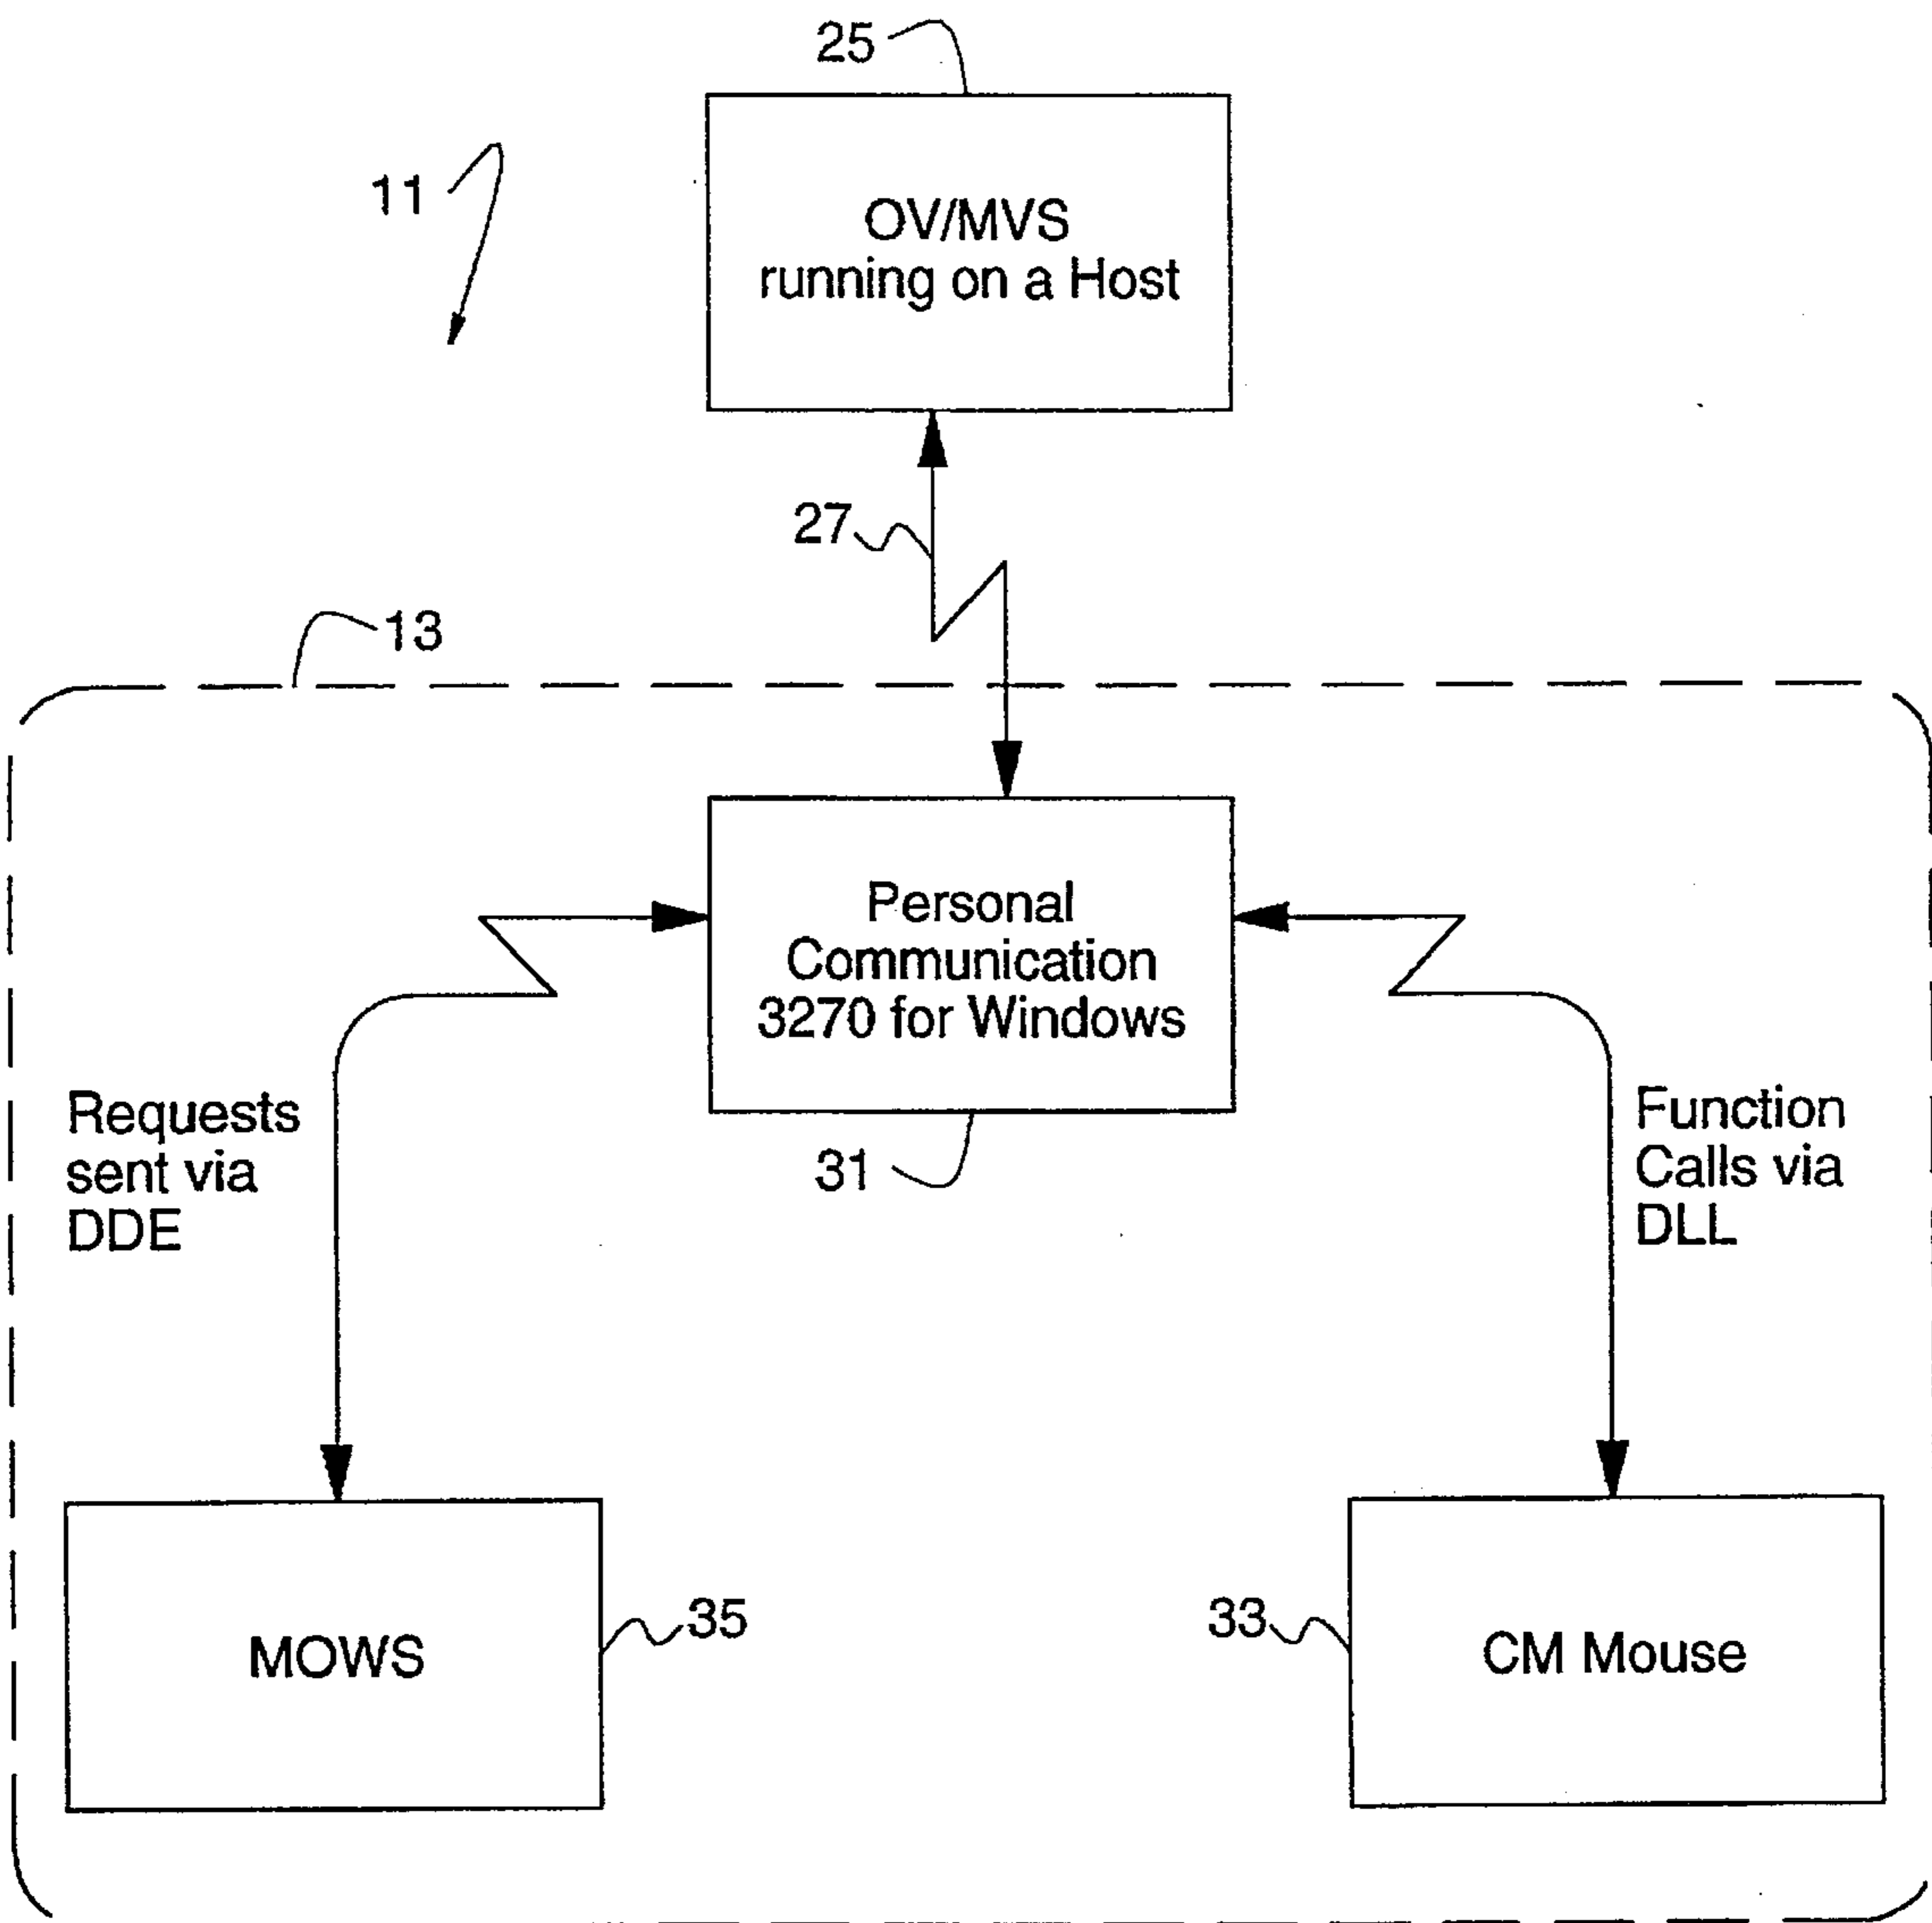 25
11
OV/MVS
running on a Host
27
13
Personal
Communication
3270 for Windows
31
Requests
sent via
DDE
Function
Calls via
DLL
MOWS
35
33
CM Mouse